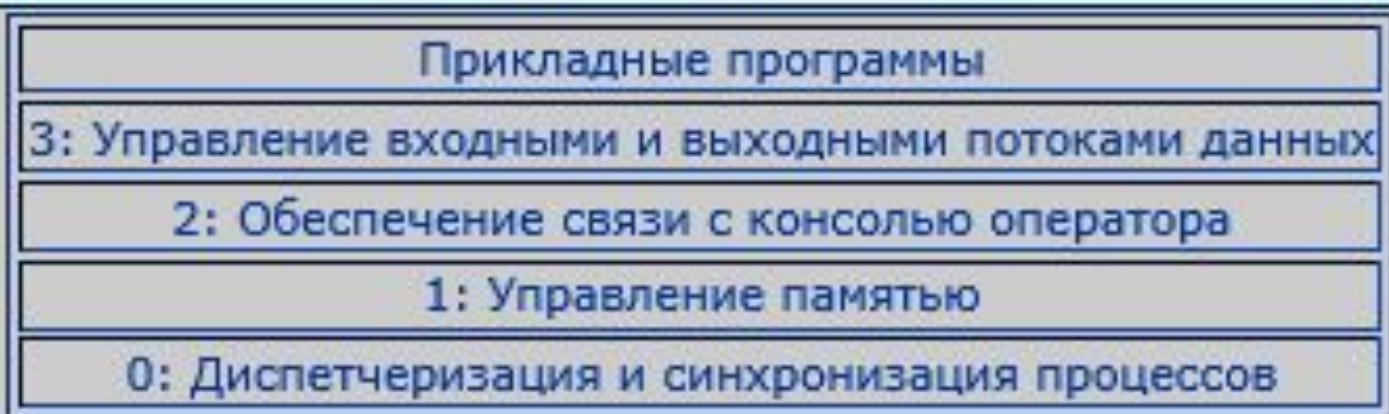 Прикладные программы
3: Управление входными и выходными потоками данных
2: Обеспечение связи с консолью оператора
1: Управление памятью
0: Диспетчеризация и синхронизация процессов